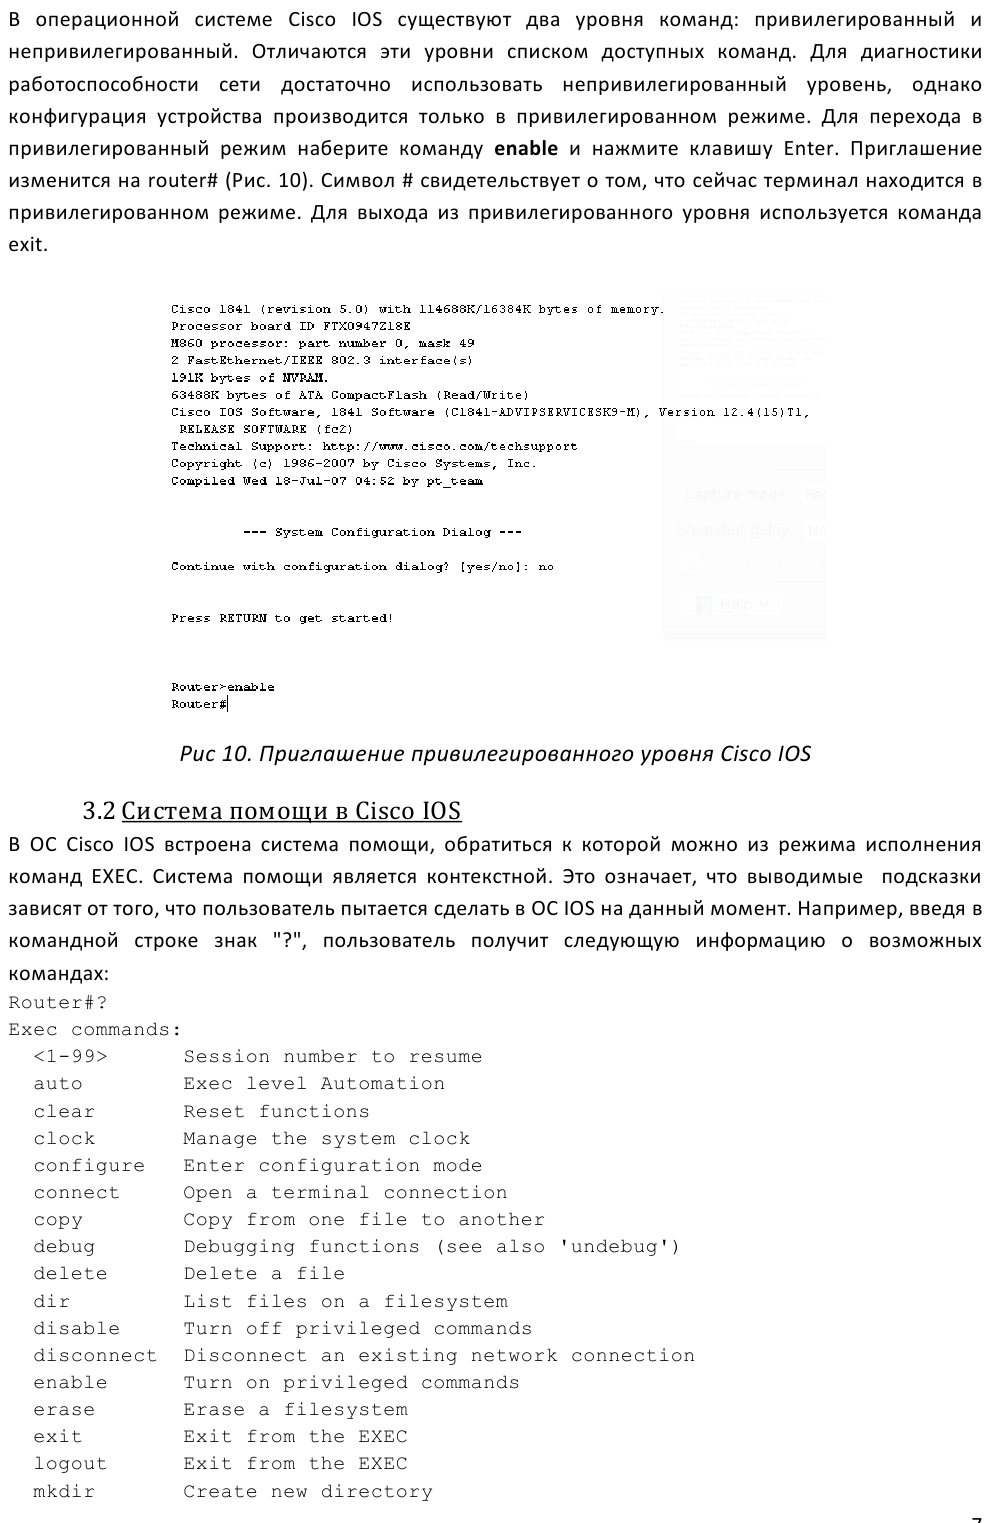 В операционной системе Cisco IOS существуют два уровня команд: привилегированный и
непривилегированный. Отличаются эти уровни списком доступных команд. Для диагностики
работоспособности сети достаточно использовать непривилегированный уровень, однако
конфигурация устройства производится только в привилегированном режиме. Для перехода в
привилегированный режим наберите команду enable и нажмите клавишу Enter. Приглашение
изменится на router# (Рис. 10). Символ # свидетельствует о том, что сейчас терминал находится в
привилегированном режиме. Для выхода из привилегированного уровня используется команда
exit.
Cisco 1841 (revision 5.0) with 114688K/16384K bytes of memory.
Processor board ID FTX0947Z18E
M860 processor: part number 0, mask 49
2 FastEthernet/IEEE 802.3 interface(s)
191K bytes of NVRAM.
63488K bytes of ATA CompactFlash (Read/Write)
Cisco IOS Software, 1841 Software (C1841-ADVIPSERVICESK9-M), Version 12.4(15)T1,
RELEASE SOFTWARE (fc2)
Technical Support: http://www.cisco.com/techsupport
Copyright (c) 1986-2007 by Cisco Systems, Inc.
Compiled Wed 18-Jul-07 04:52 by pt_team
Capture mode: Reg
--- System Configuration Dialog ---
Snapshot delay: No
Continue with configuration dialog? [yes/no]: no
Help
Press RETURN to get started!
Router>enable
Router#
Рис 10. Приглашение привилегированного уровня Cisco IOS
3.2 Система помощи в Cisco IOS
В ОС Cisco IOS встроена система помощи, обратиться к которой можно из режима исполнения
команд EXEC. Система помощи является контекстной. Это означает, что выводимые подсказки
зависят от того, что пользователь пытается сделать в ОС IOS на данный момент. Например, введя в
командной строке знак "?", пользователь получит следующую информацию о возможных
командах:
Router#?
Exec commands:
<1-99> Session number to resume
auto Exec level Automation
clear Reset functions
clock Manage the system clock
configure Enter configuration mode
connect Open a terminal connection
copy Copy from one file to another
debug Debugging functions (see also 'undebug')
delete Delete a file
dir List files on a filesystem
disable Turn off privileged commands
disconnect Disconnect an existing network connection
enable Turn on privileged commands
erase Erase a filesystem
exit Exit from the EXEC
logout Exit from the EXEC
mkdir Create new directory